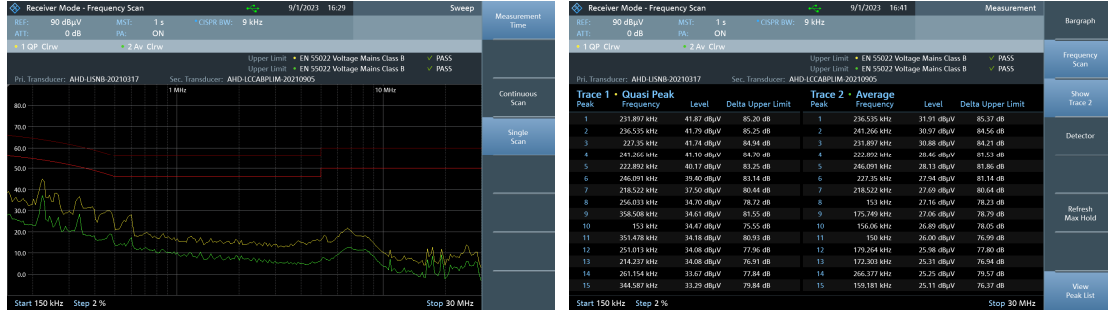 Receiver Mode - Frequency Scan 9/1/2023 16:29 Sweep
REF: 90 dBµV MST: 1 s CISPR BW: 9 kHz
ATT: 0 dB PA: ON
1 QP Clrw 2 Av Clrw
Upper Limit EN 55022 Voltage Mains Class B PASS
Upper Limit EN 55022 Voltage Mains Class B PASS
Pri. Transducer: AHD-LISNB-20210317 Sec. Transducer: AHD-LCCABPLIM-20210905
1 MHz 10 MHz
80.0
70.0
60.0
50.0
40.0
30.0
20.0
10.0
0.0
Start 150 kHz Step 2 % Stop 30 MHz
Measurement
Time
Continuous
Scan
Single
Scan
Receiver Mode - Frequency Scan 9/1/2023 16:41 Measurement
REF: 90 dBµV MST: 1 s CISPR BW: 9 kHz
ATT: 0 dB PA: ON
1 QP Clrw 2 Av Clrw
Upper Limit EN 55022 Voltage Mains Class B PASS
Upper Limit EN 55022 Voltage Mains Class B PASS
Pri. Transducer: AHD-LISNB-20210317 Sec. Transducer: AHD-LCCABPLIM-20210905
Trace 1 • Quasi Peak Trace 2 • Average
Peak Frequency Level Delta Upper Limit Peak Frequency Level Delta Upper Limit
1 231.897 kHz 41.87 dBµV 85.20 dB 1 236.535 kHz 31.91 dBµV 85.37 dB
2 236.535 kHz 41.79 dBµV 85.25 dB 2 241.266 kHz 30.97 dBµV 84.56 dB
3 227.35 kHz 41.74 dBµV 84.94 dB 3 231.897 kHz 30.88 dBµV 84.21 dB
4 241.266 kHz 41.10 dBµV 84.70 dB 4 222.892 kHz 28.46 dBµV 81.53 dB
5 222.892 kHz 40.17 dBµV 83.25 dB 5 246.091 kHz 28.13 dBµV 81.86 dB
6 246.091 kHz 39.40 dBµV 83.14 dB 6 227.35 kHz 27.94 dBµV 81.14 dB
7 218.522 kHz 37.50 dBµV 80.44 dB 7 218.522 kHz 27.69 dBµV 80.64 dB
8 256.033 kHz 34.70 dBµV 78.72 dB 8 153 kHz 27.16 dBµV 78.23 dB
9 358.508 kHz 34.61 dBµV 81.55 dB 9 175.749 kHz 27.06 dBµV 78.79 dB
10 153 kHz 34.47 dBµV 75.55 dB 10 156.06 kHz 26.89 dBµV 78.05 dB
11 351.478 kHz 34.18 dBµV 80.93 dB 11 150 kHz 26.00 dBµV 76.99 dB
12 251.013 kHz 34.08 dBµV 77.96 dB 12 179.264 kHz 25.98 dBµV 77.80 dB
13 214.237 kHz 34.08 dBµV 76.91 dB 13 172.303 kHz 25.31 dBµV 76.94 dB
14 261.154 kHz 33.67 dBµV 77.84 dB 14 266.377 kHz 25.25 dBµV 79.57 dB
15 344.587 kHz 33.29 dBµV 79.84 dB 15 159.181 kHz 25.11 dBµV 76.37 dB
Start 150 kHz Step 2 % Stop 30 MHz
Bargraph
Frequency
Scan
Show
Trace 2
Detector
Refresh
Max Hold
View
Peak List